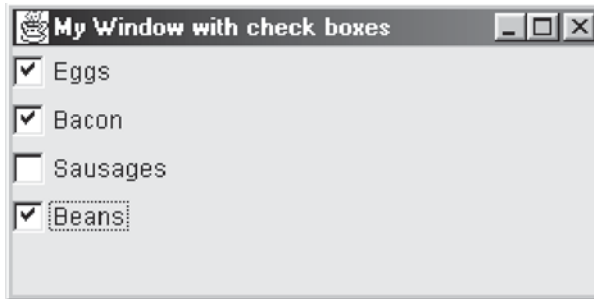 My Window with check boxes
Eggs
Bacon
Sausages
Beans